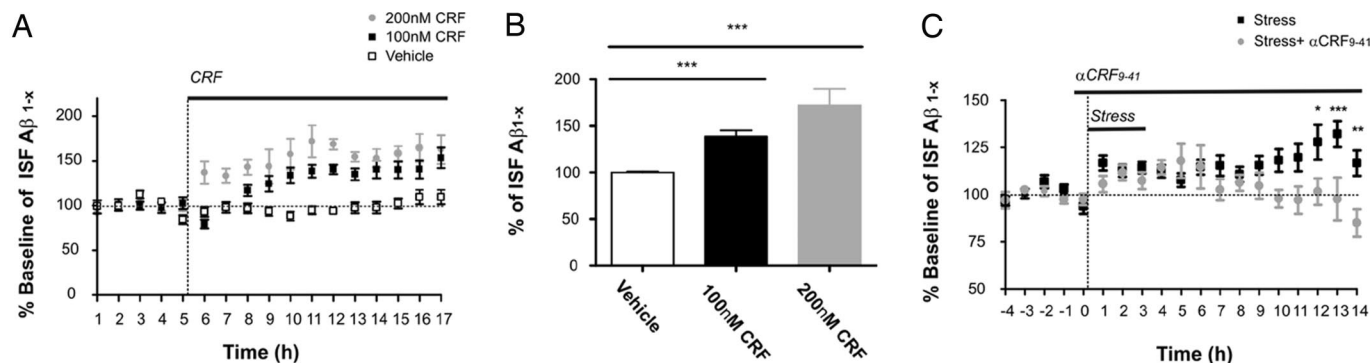 A
200nM CRF
100nM CRF
Vehicle
CRF
% Baseline of ISF Aβ 1-x
200
150
100
50
0
1 2 3 4 5 6 7 8 9 10 11 12 13 14 15 16 17
Time (h)
B
***
***
% of ISF Aβ1-x
200
150
100
50
0
Vehicle
100nM CRF
200nM CRF
C
Stress
Stress+ αCRF9-41
αCRF9-41
Stress
* *** **
% Baseline of ISF Aβ 1-x
150
125
100
75
50
-4 -3 -2 -1 0 1 2 3 4 5 6 7 8 9 10 11 12 13 14
Time (h)